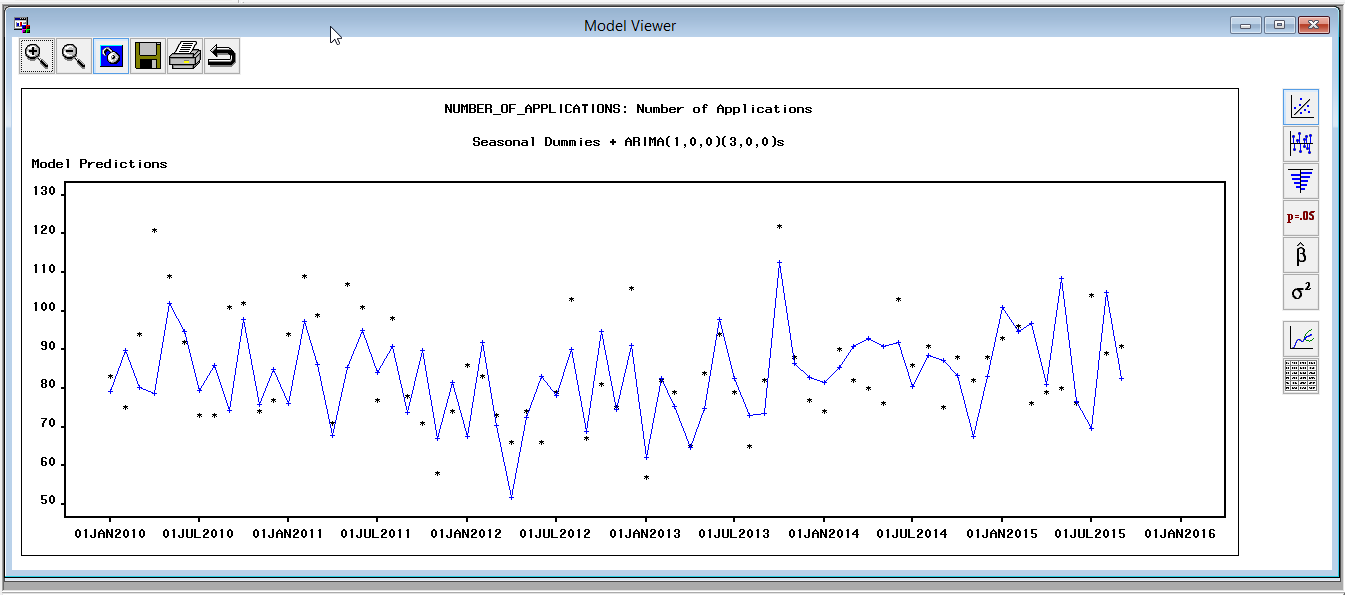 Model Viewer
NUMBER_OF_APPLICATIONS: Number of Applications
Seasonal Dummies + ARIMA(1,0,0)(3,0,0)s
Model Predictions
130
120
110
100
90
80
70
60
50
01JAN2010 01JUL2010 01JAN2011 01JUL2011 01JAN2012 01JUL2012 01JAN2013 01JUL2013 01JAN2014 01JUL2014 01JAN2015 01JUL2015 01JAN2016
p=.05
β̂
σ²